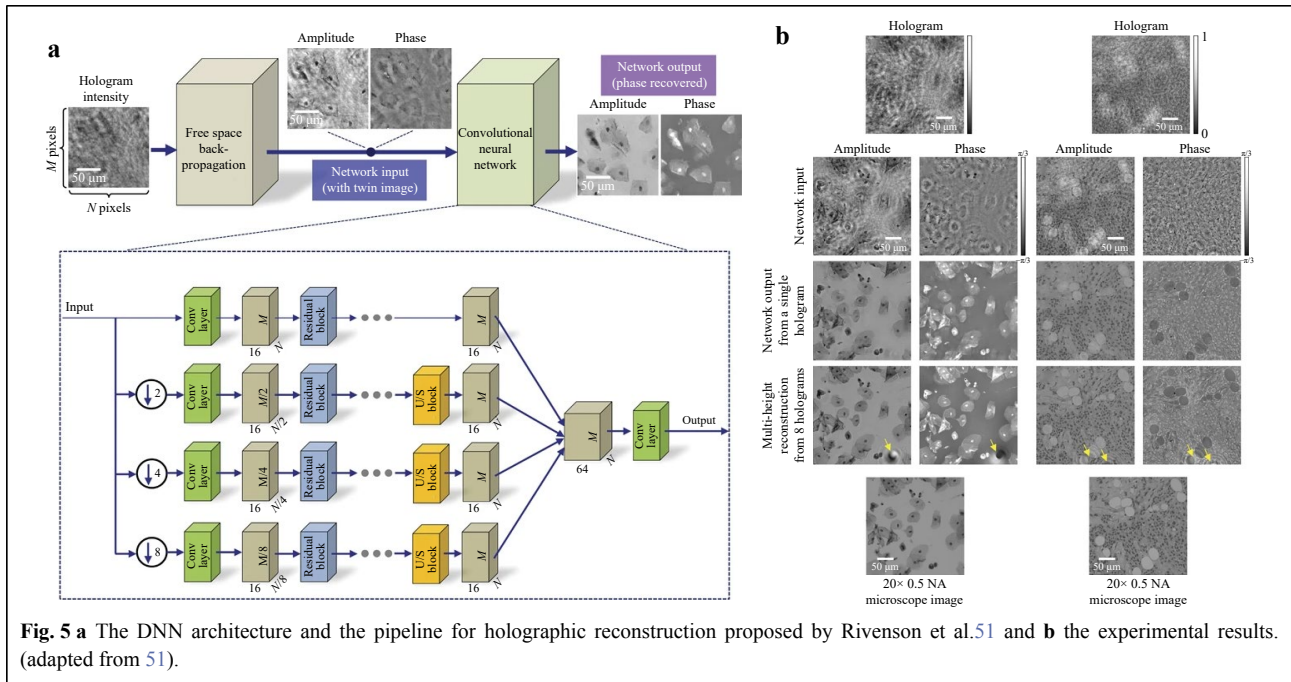 a
Amplitude Phase
Hologram
intensity
M pixels
50 µm
N pixels
Free space
back-
propagation
50 µm
Network input
(with twin image)
Convolutional
neural
network
Network output
(phase recovered)
Amplitude Phase
50 µm
Input
Conv layer
M
16
N
Residual block
M
16
N
2
Conv layer
M/2
16
N/2
Residual block
U/S block
M
16
N
4
Conv layer
M/4
16
N/4
Residual block
U/S block
M
16
N
8
Conv layer
M/8
16
N/8
Residual block
U/S block
M
16
N
M
64
N
Conv layer
Output
b
Hologram Hologram
50 µm 50 µm
1
0
Amplitude Phase Amplitude Phase
Network input
50 µm 50 µm
π/3 π/3
−π/3 −π/3
Network output
from a single
hologram
Multi-height
reconstruction
from 8 holograms
50 µm 50 µm
20× 0.5 NA 20× 0.5 NA
microscope image microscope image
Fig. 5 a The DNN architecture and the pipeline for holographic reconstruction proposed by Rivenson et al.51 and b the experimental results.
(adapted from 51).